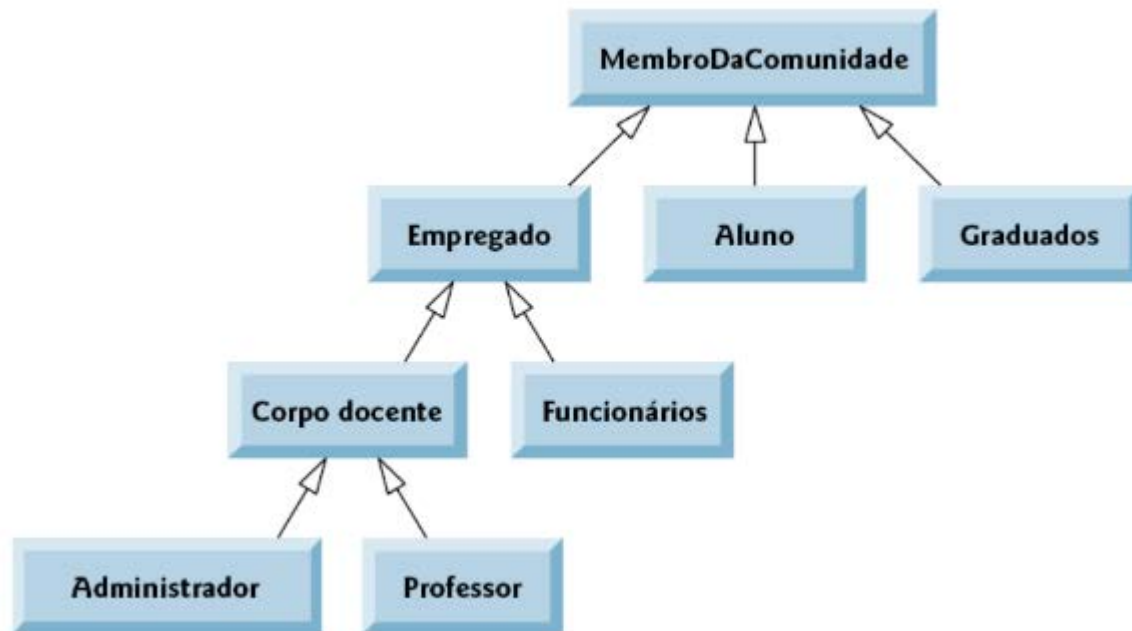 MembroDaComunidade
Empregado
Aluno
Graduados
Corpo docente
Funcionários
Administrador
Professor